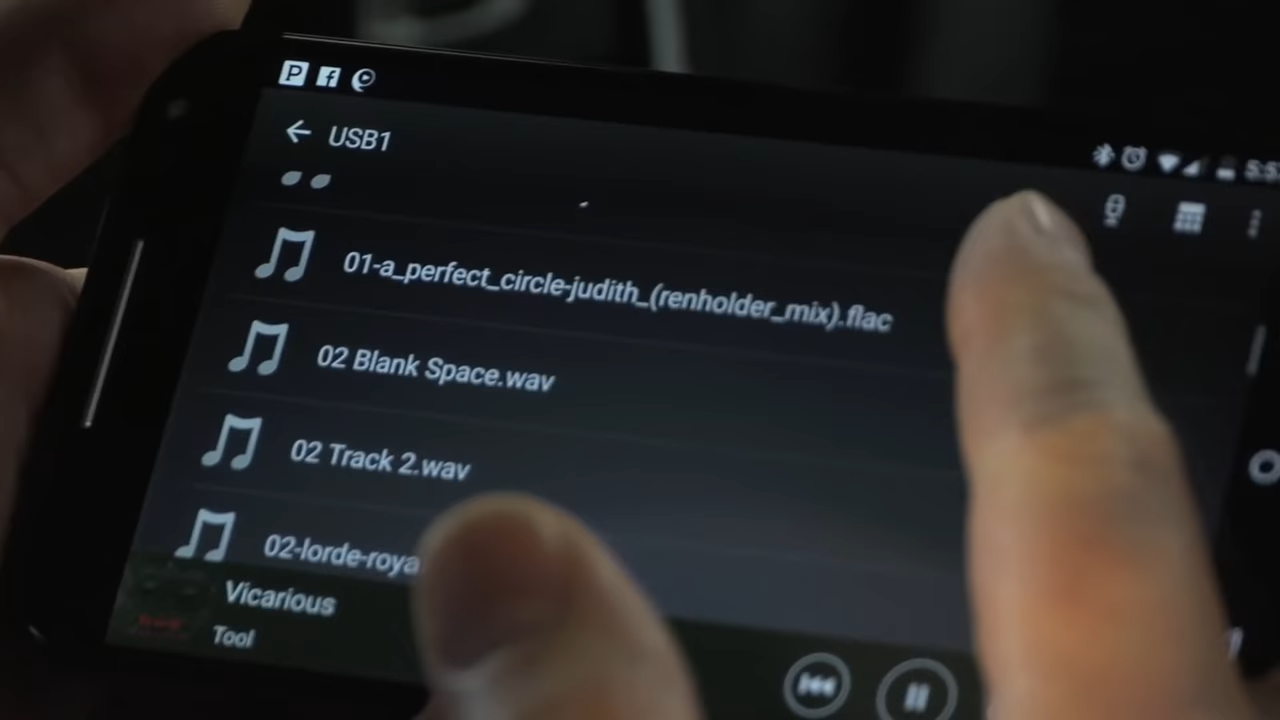 USB1
01-a_perfect_circle-judith_(renholder_mix).flac
02 Blank Space.wav
02 Track 2.wav
02-lorde-roya
Vicarious
Tool